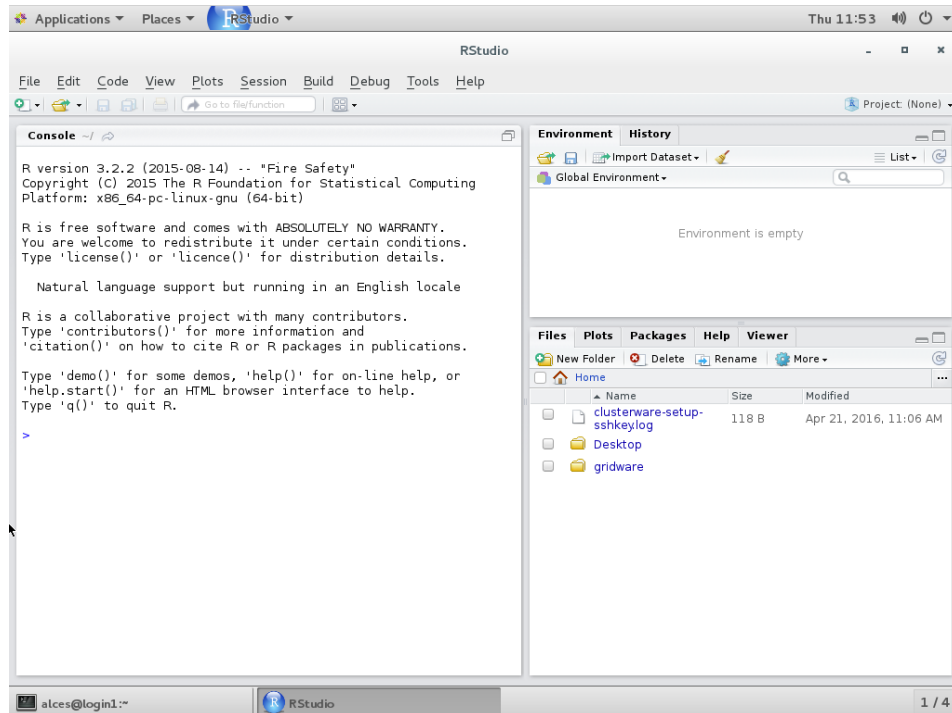 Applications Places RStudio Thu 11:53
RStudio
File Edit Code View Plots Session Build Debug Tools Help
Go to file/function Project: (None)
Console ~/
R version 3.2.2 (2015-08-14) -- "Fire Safety"
Copyright (C) 2015 The R Foundation for Statistical Computing
Platform: x86_64-pc-linux-gnu (64-bit)
R is free software and comes with ABSOLUTELY NO WARRANTY.
You are welcome to redistribute it under certain conditions.
Type 'license()' or 'licence()' for distribution details.
Natural language support but running in an English locale
R is a collaborative project with many contributors.
Type 'contributors()' for more information and
'citation()' on how to cite R or R packages in publications.
Type 'demo()' for some demos, 'help()' for on-line help, or
'help.start()' for an HTML browser interface to help.
Type 'q()' to quit R.
>
Environment History
Import Dataset List
Global Environment
Environment is empty
Files Plots Packages Help Viewer
New Folder Delete Rename More
Home ...
Name Size Modified
clusterware-setup-
sshkey.log 118 B Apr 21, 2016, 11:06 AM
Desktop
gridware
alces@login1:~ R RStudio 1 / 4